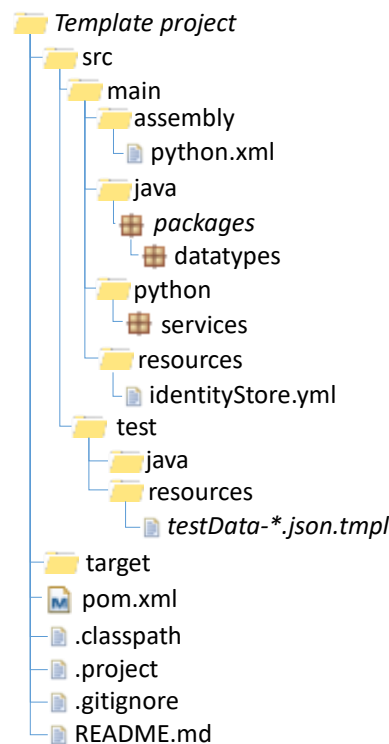 Template project
src
main
assembly
python.xml
java
packages
datatypes
python
services
resources
identityStore.yml
test
java
resources
testData-*.json.tmpl
target
pom.xml
.classpath
.project
.gitignore
README.md